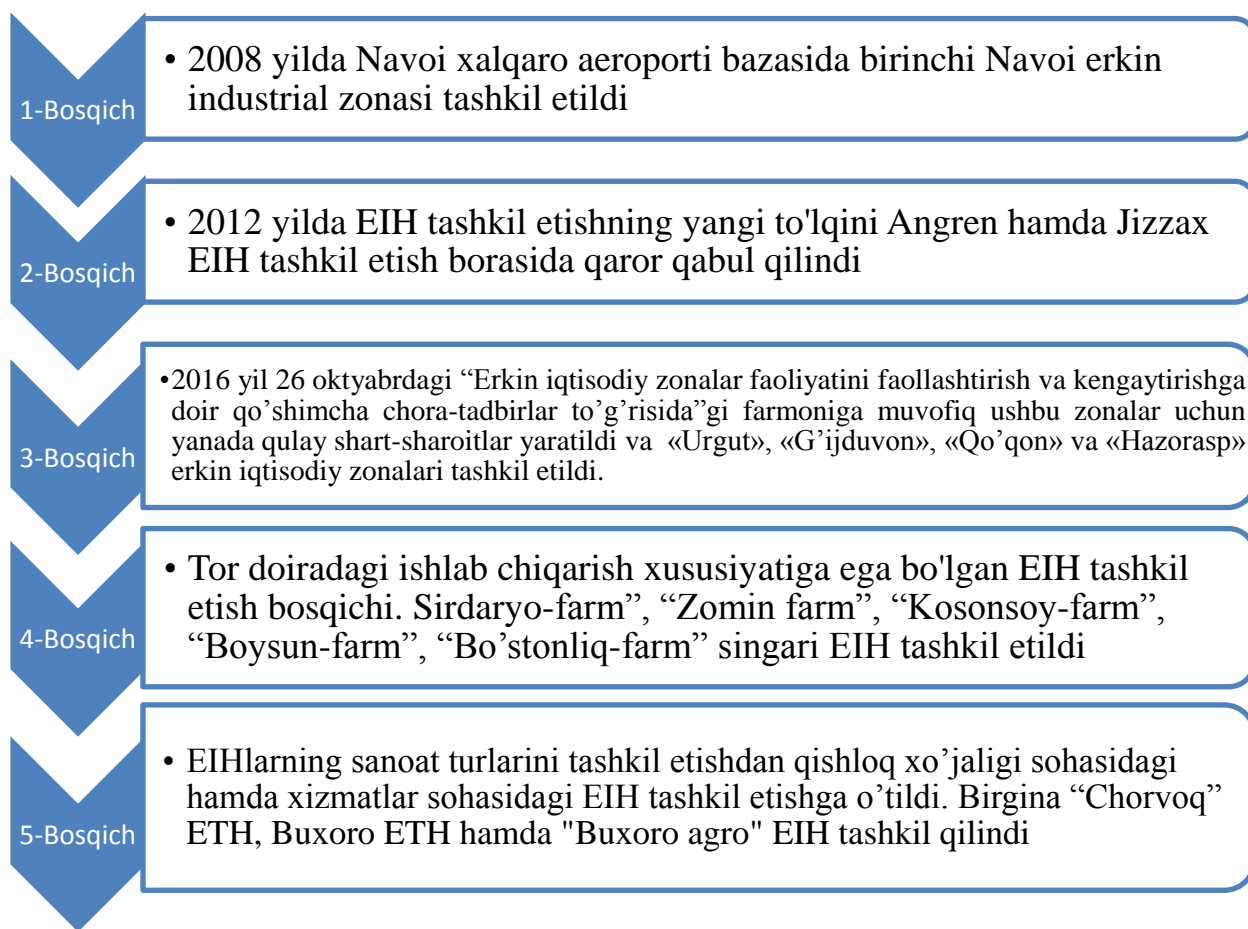 1-Bosqich
• 2008 yilda Navoi xalqaro aeroporti bazasida birinchi Navoi erkin
industrial zonasi tashkil etildi
2-Bosqich
• 2012 yilda EIH tashkil etishning yangi to'lqini Angren hamda Jizzax
EIH tashkil etish borasida qaror qabul qilindi
3-Bosqich
•2016 yil 26 oktyabrdagi “Erkin iqtisodiy zonalar faoliyatini faollashtirish va kengaytirishga
doir qo’shimcha chora-tadbirlar to’g’risida”gi farmoniga muvofiq ushbu zonalar uchun
yanada qulay shart-sharoitlar yaratildi va «Urgut», «G’ijduvon», «Qo’qon» va «Hazorasp»
erkin iqtisodiy zonalari tashkil etildi.
4-Bosqich
• Tor doiradagi ishlab chiqarish xususiyatiga ega bo'lgan EIH tashkil
etish bosqichi. Sirdaryo-farm”, “Zomin farm”, “Kosonsoy-farm”,
“Boysun-farm”, “Bo’stonliq-farm” singari EIH tashkil etildi
5-Bosqich
• EIHlarning sanoat turlarini tashkil etishdan qishloq xo’jaligi sohasidagi
hamda xizmatlar sohasidagi EIH tashkil etishga o’tildi. Birgina “Chorvoq”
ETH, Buxoro ETH hamda "Buxoro agro" EIH tashkil qilindi